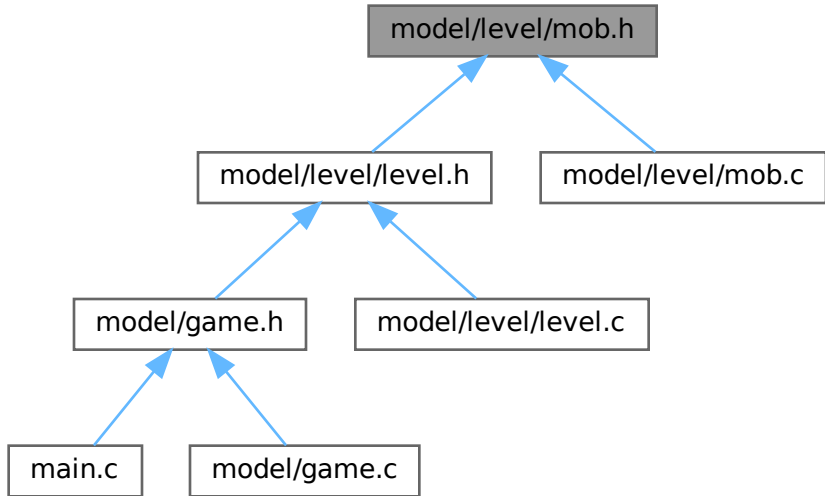 model/level/mob.h
model/level/level.h
model/level/mob.c
model/game.h
model/level/level.c
main.c
model/game.c